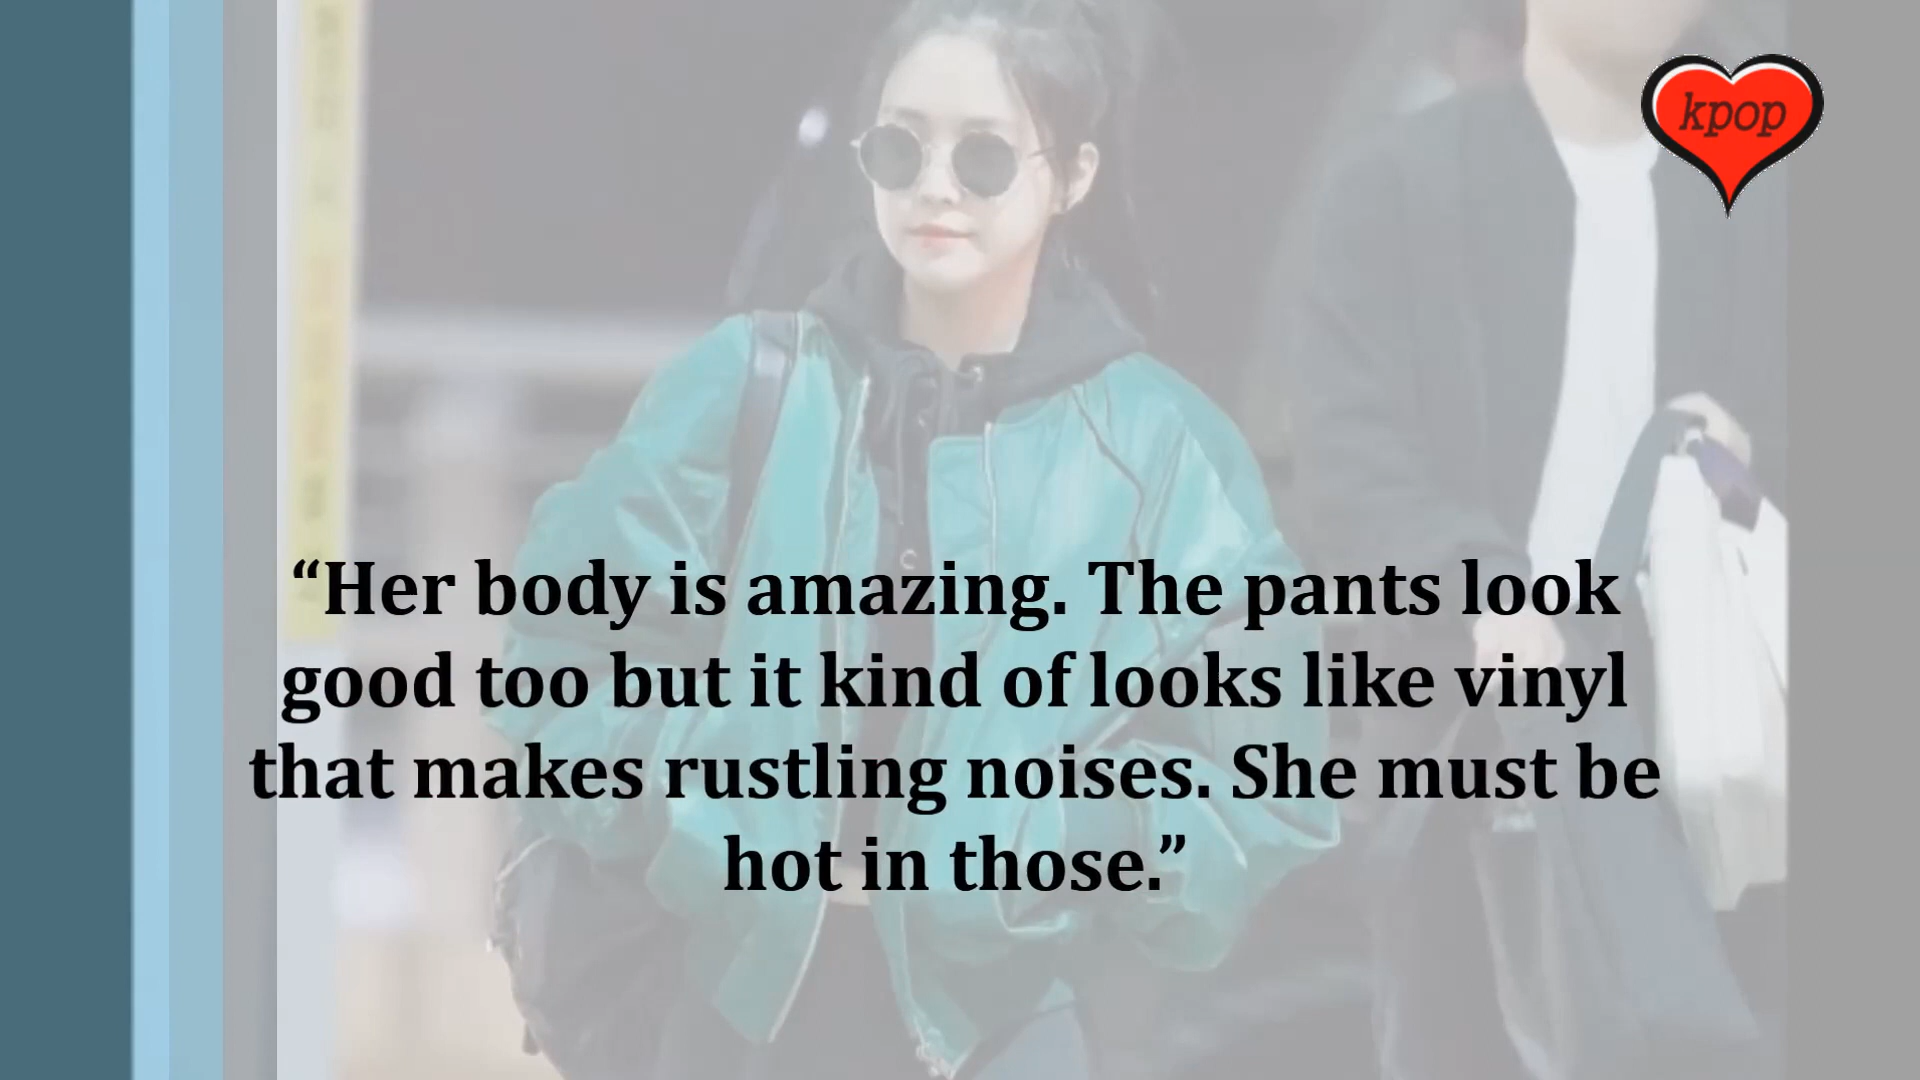 kpop
“Her body is amazing. The pants look
good too but it kind of looks like vinyl
that makes rustling noises. She must be
hot in those.”